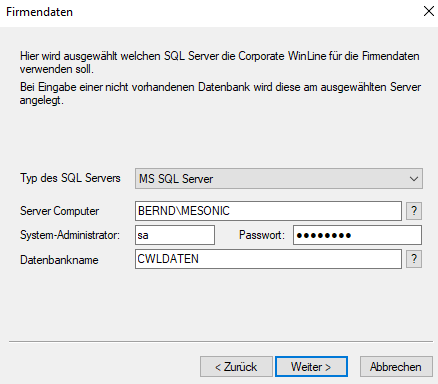 Firmendaten
Hier wird ausgewählt welchen SQL Server die Corporate WinLine für die Firmendaten
verwenden soll.
Bei Eingabe einer nicht vorhandenen Datenbank wird diese am ausgewählten Server
angelegt.
Typ des SQL Servers MS SQL Server
Server Computer BERND\MESONIC ?
System-Administrator: sa Passwort: ●●●●●●●●
Datenbankname CWLDATEN ?
< Zurück Weiter > Abbrechen